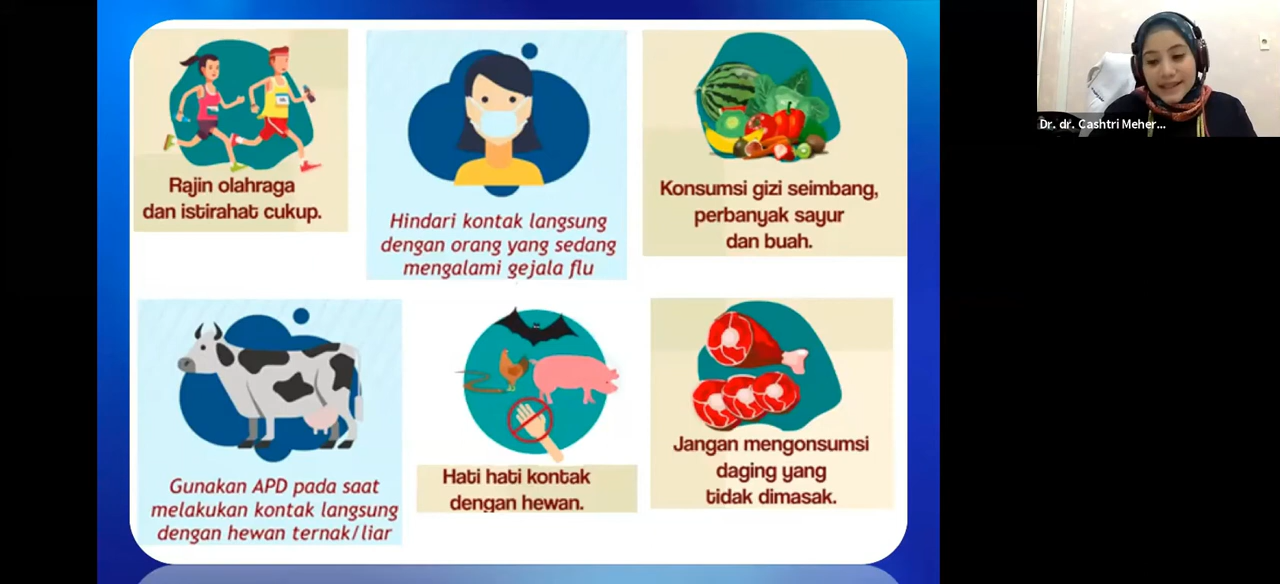 Rajin olahraga
dan istirahat cukup.
Hindari kontak langsung
dengan orang yang sedang
mengalami gejala flu
Konsumsi gizi seimbang,
perbanyak sayur
dan buah.
Gunakan APD pada saat
melakukan kontak langsung
dengan hewan ternak/liar
Hati hati kontak
dengan hewan.
Jangan mengonsumsi
daging yang
tidak dimasak.
Dr. dr. Cashtri Meher...